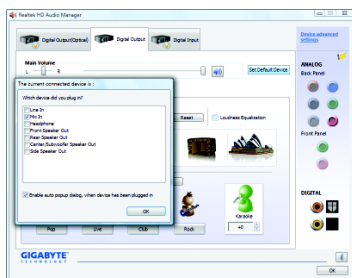 Realtek HD Audio Manager
Digital Output(Optical)
Digital Output
Digital Input
Device advanced settings
Main Volume
L
R
Set Default Device
ANALOG
Back Panel
The current connected device is :
Which device did you plug in?
Line In
Mic In
Headphone
Front Speaker Out
Rear Speaker Out
Center/Subwoofer Speaker Out
Side Speaker Out
Enable auto popup dialog, when device has been plugged in
OK
Reset
Loudness Equalization
Front Panel
DIGITAL
Pop
Live
Club
Rock
Karaoke
+0
GIGABYTE
TECHNOLOGY
OK